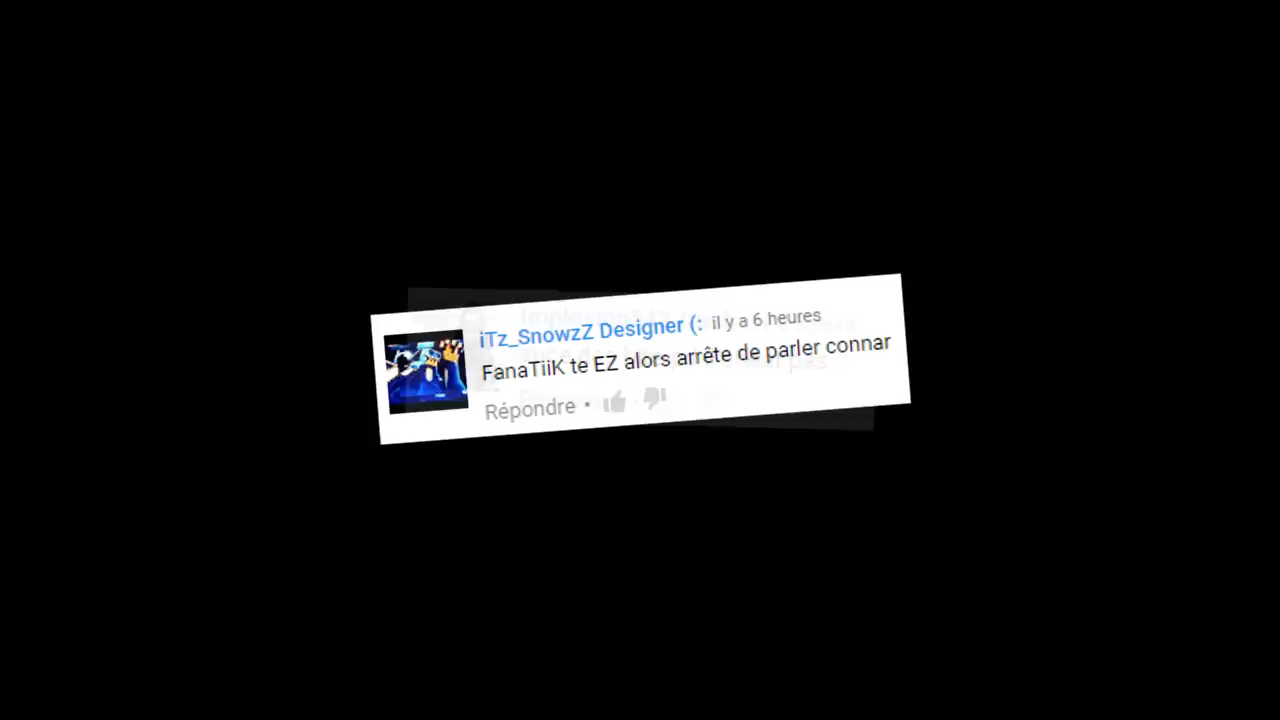 iTz_SnowzZ Designer (: il y a 6 heures
FanaTiiK te EZ alors arrête de parler connar
Répondre •